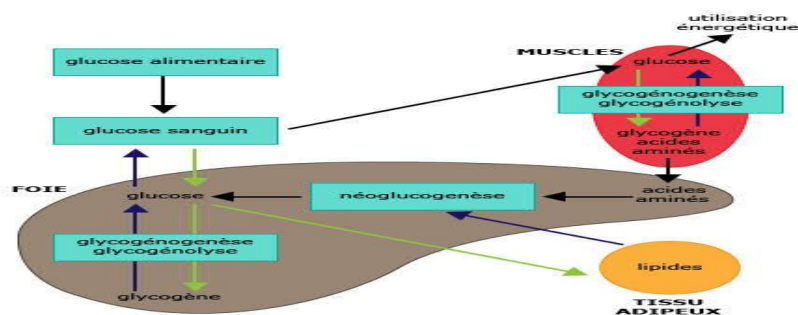 utilisation
énergétique
MUSCLES
glucose
glucose alimentaire
glycogénogenèse
glycogénolyse
glucose sanguin
glycogène
acides
aminés
FOIE
glucose
néoglucogenèse
acides
aminés
glycogénogenèse
glycogénolyse
lipides
glycogène
TISSU
ADIPEUX